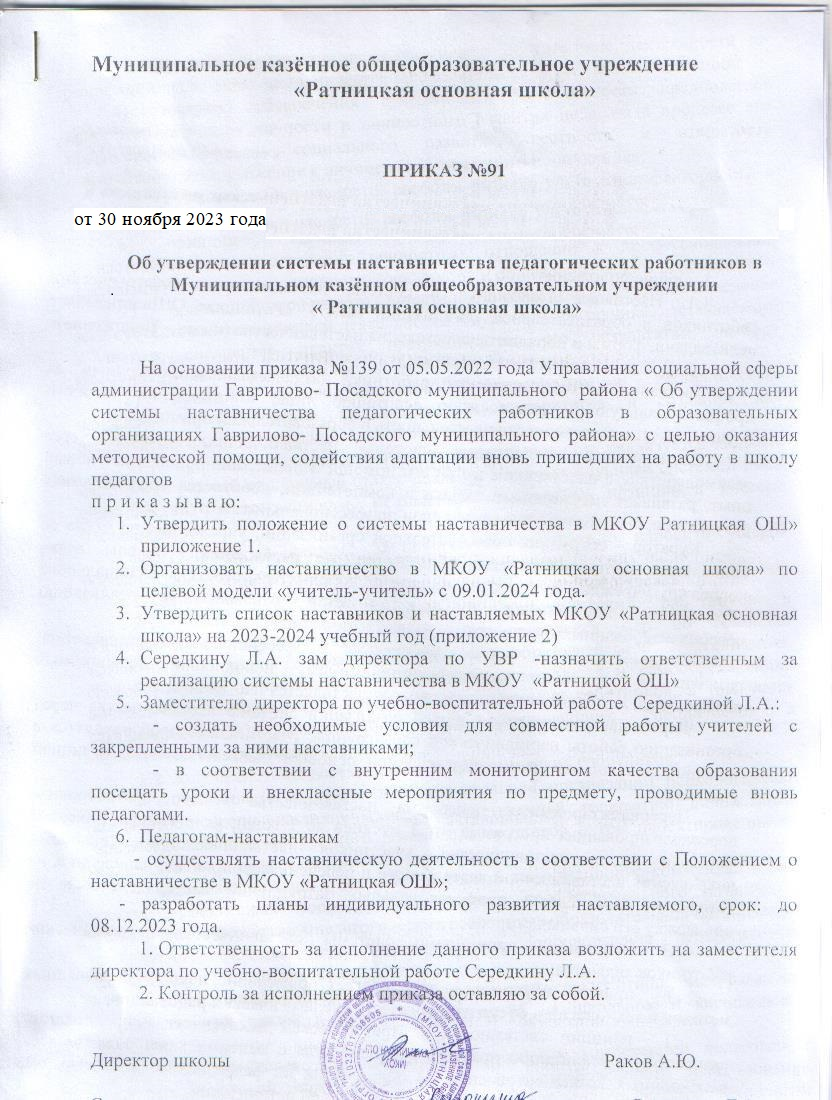 Муниципальное казённое общеобразовательное учреждение
«Ратницкая основная школа»
ПРИКАЗ №91
от 30 ноября 2023 года
Об утверждении системы наставничества педагогических работников в
Муниципальном казённом общеобразовательном учреждении
« Ратницкая основная школа»
На основании приказа №139 от 05.05.2022 года Управления социальной сферы
администрации Гаврилово- Посадского муниципального района « Об утверждении
системы наставничества педагогических работников в образовательных
организациях Гаврилово- Посадского муниципального района» с целью оказания
методической помощи, содействия адаптации вновь пришедших на работу в школу
педагогов
п р и к а з ы в а ю:
1. Утвердить положение о системы наставничества в МКОУ Ратницкая ОШ»
приложение 1.
2. Организовать наставничество в МКОУ «Ратницкая основная школа» по
целевой модели «учитель-учитель» с 09.01.2024 года.
3. Утвердить список наставников и наставляемых МКОУ «Ратницкая основная
школа» на 2023-2024 учебный год (приложение 2)
4. Середкину Л.А. зам директора по УВР -назначить ответственным за
реализацию системы наставничества в МКОУ «Ратницкой ОШ»
5. Заместителю директора по учебно-воспитательной работе Середкиной Л.А.:
- создать необходимые условия для совместной работы учителей с
закрепленными за ними наставниками;
- в соответствии с внутренним мониторингом качества образования
посещать уроки и внеклассные мероприятия по предмету, проводимые вновь
педагогами.
6. Педагогам-наставникам
- осуществлять наставническую деятельность в соответствии с Положением о
наставничестве в МКОУ «Ратницкая ОШ»;
- разработать планы индивидуального развития наставляемого, срок: до
08.12.2023 года.
1. Ответственность за исполнение данного приказа возложить на заместителя
директора по учебно-воспитательной работе Середкину Л.А.
2. Контроль за исполнением приказа оставляю за собой.
Директор школы Раков А.Ю.